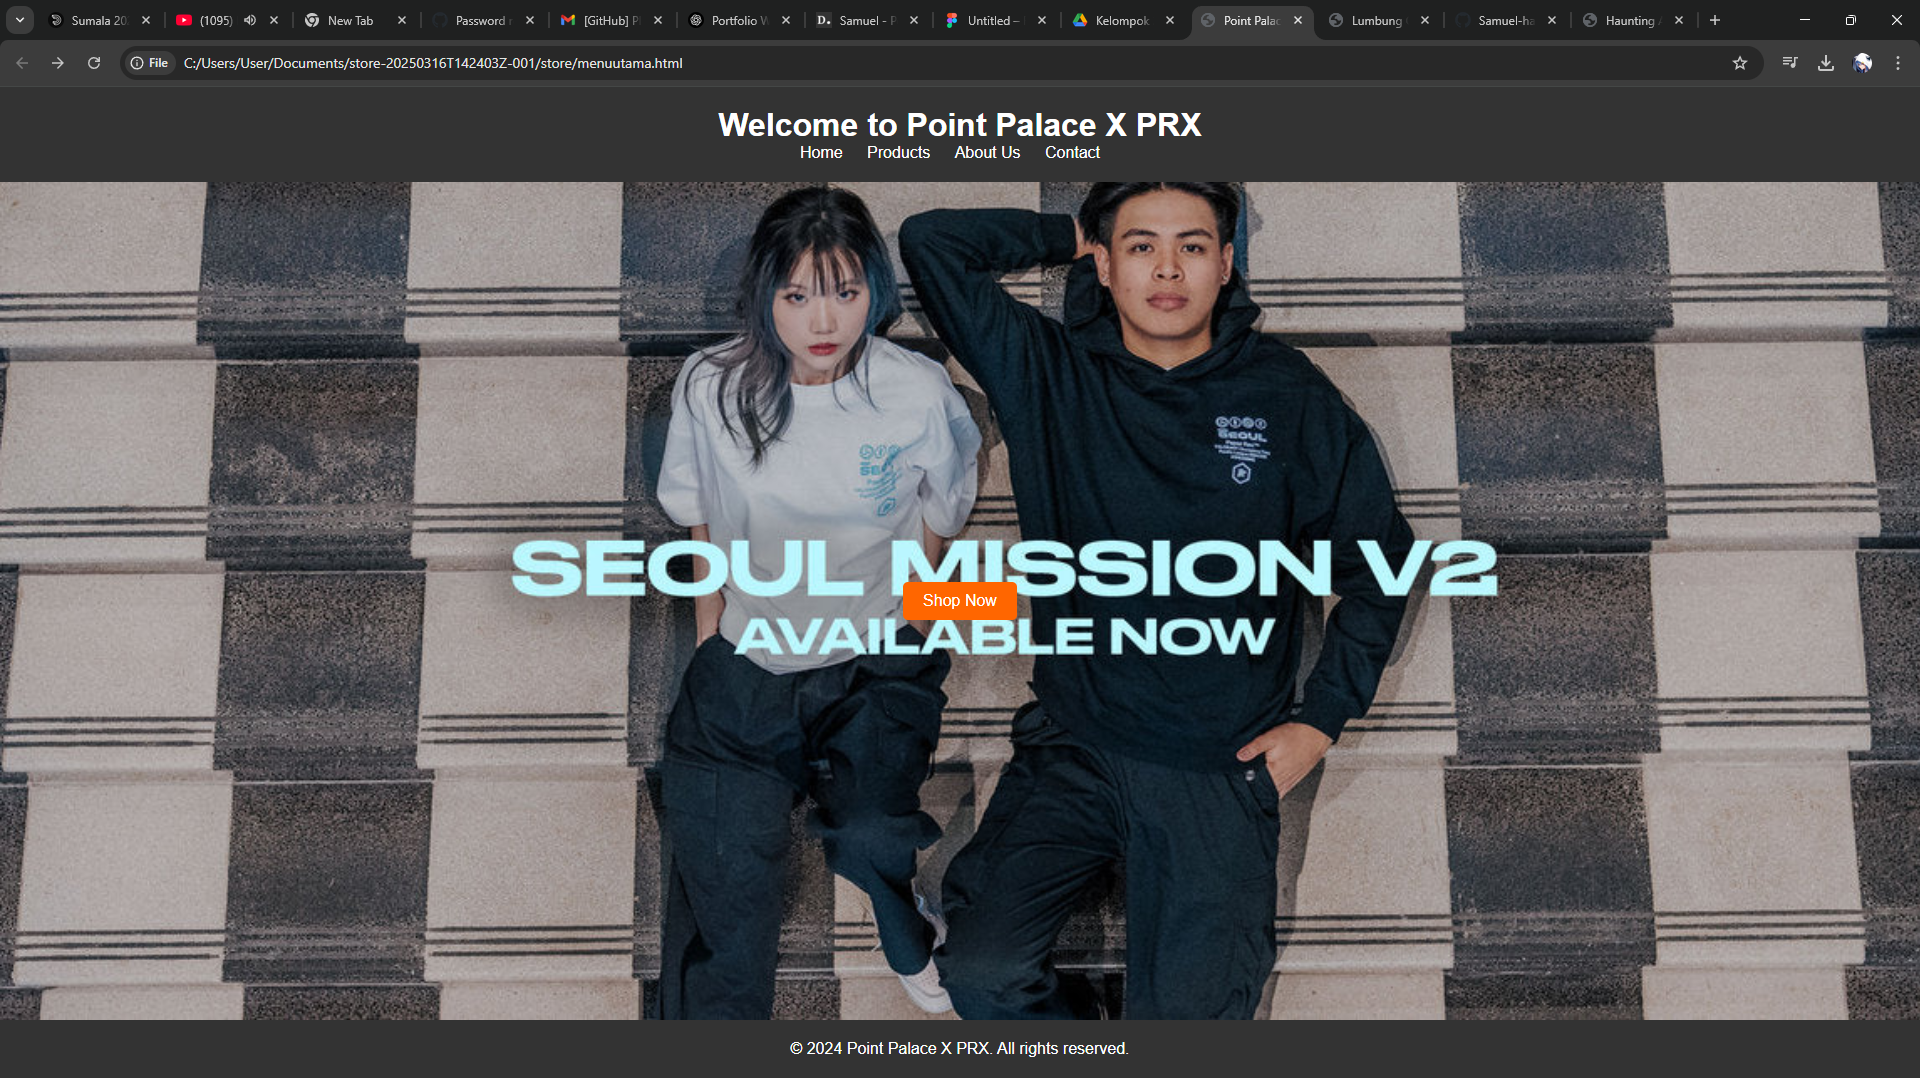 Sumala 20
(1095)
New Tab
Password
[GitHub] P
Portfolio W
D. Samuel - P
Untitled –
Kelompok
Point Palac
Lumbung
Samuel-ha
Haunting
File C:/Users/User/Documents/store-20250316T142403Z-001/store/menuutama.html
Welcome to Point Palace X PRX
Home Products About Us Contact
SEOUL
SEOUL MISSION V2
Shop Now
AVAILABLE NOW
© 2024 Point Palace X PRX. All rights reserved.